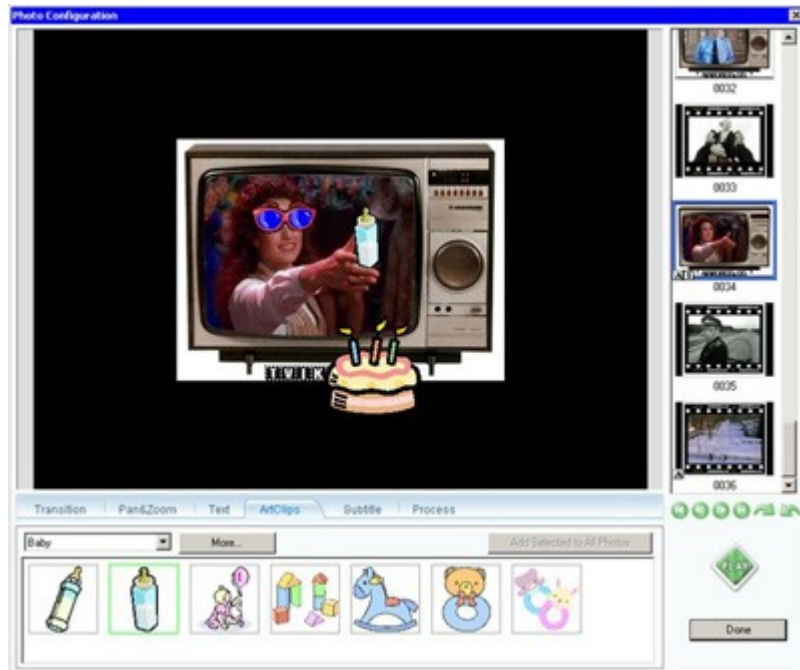 Photo Configuration
0032
0033
0034
0035
0036
Transition
Pan&Zoom
Text
ArtClips
Subtitle
Process
Baby
More...
Add Selected to All Photos
PLAY
Done